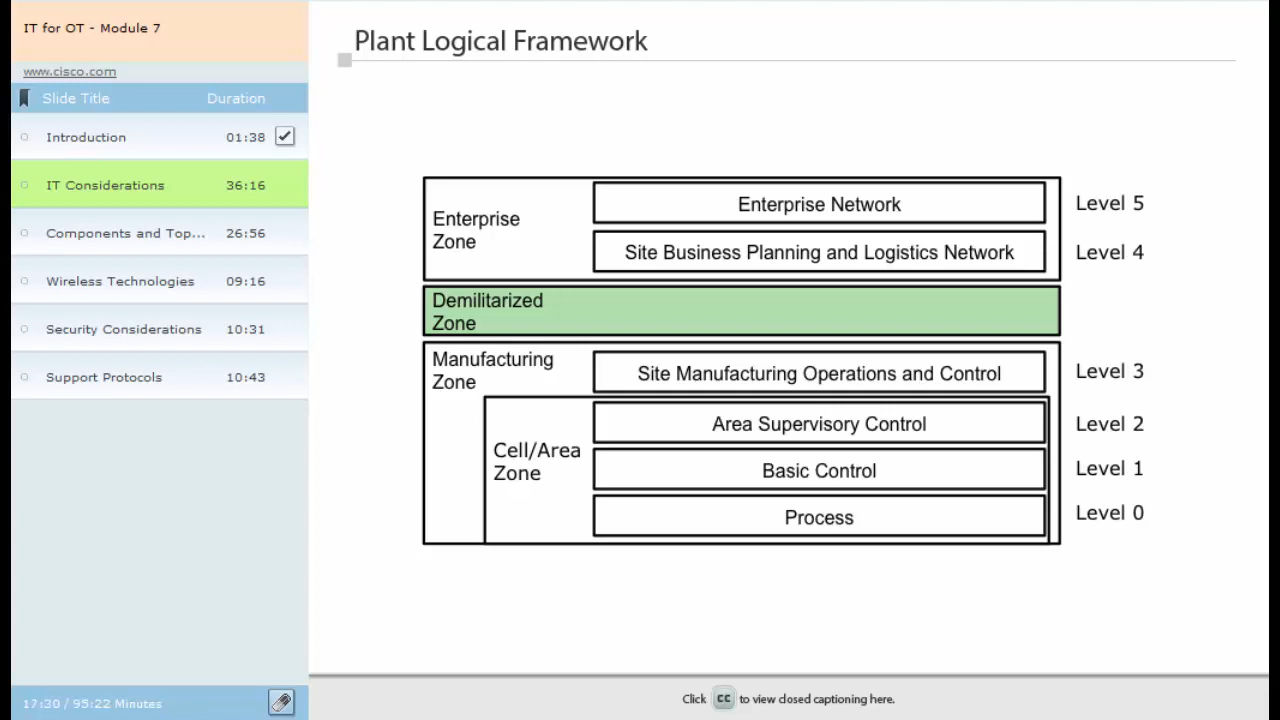 IT for OT - Module 7
www.cisco.com
Slide Title Duration
Introduction 01:38
IT Considerations 36:16
Components and Top... 26:56
Wireless Technologies 09:16
Security Considerations 10:31
Support Protocols 10:43
17:30 / 95:22 Minutes
Plant Logical Framework
Enterprise
Zone
Enterprise Network Level 5
Site Business Planning and Logistics Network Level 4
Demilitarized
Zone
Manufacturing
Zone
Site Manufacturing Operations and Control Level 3
Cell/Area
Zone
Area Supervisory Control Level 2
Basic Control Level 1
Process Level 0
Click CC to view closed captioning here.